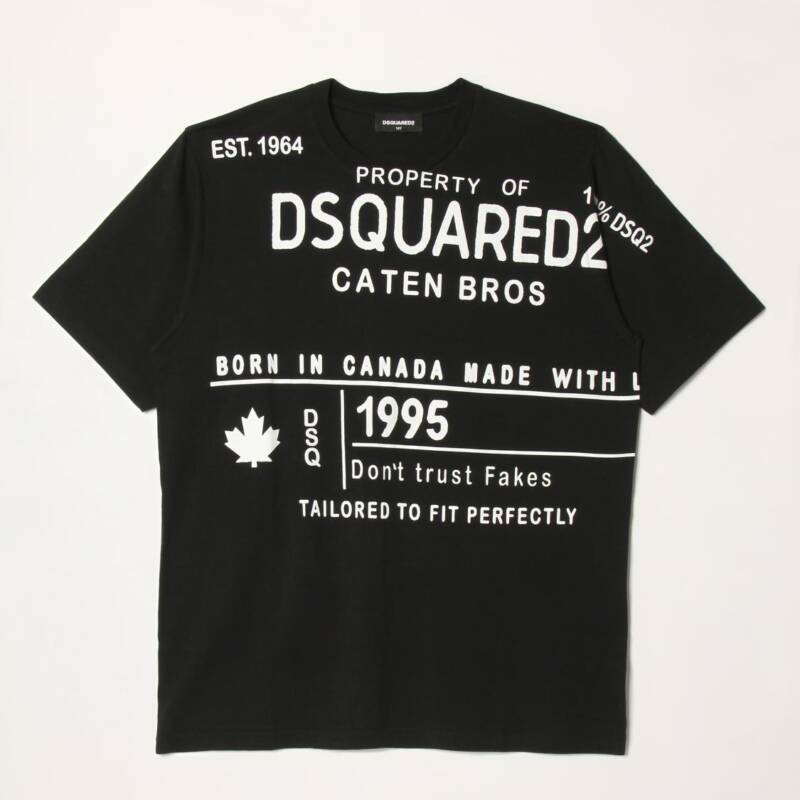 DSQUARED2
EST. 1964
PROPERTY OF
DSQUARED2
% DSQ2
CATEN BROS
BORN IN CANADA MADE WITH L
DSQ
1995
Don't trust Fakes
TAILORED TO FIT PERFECTLY